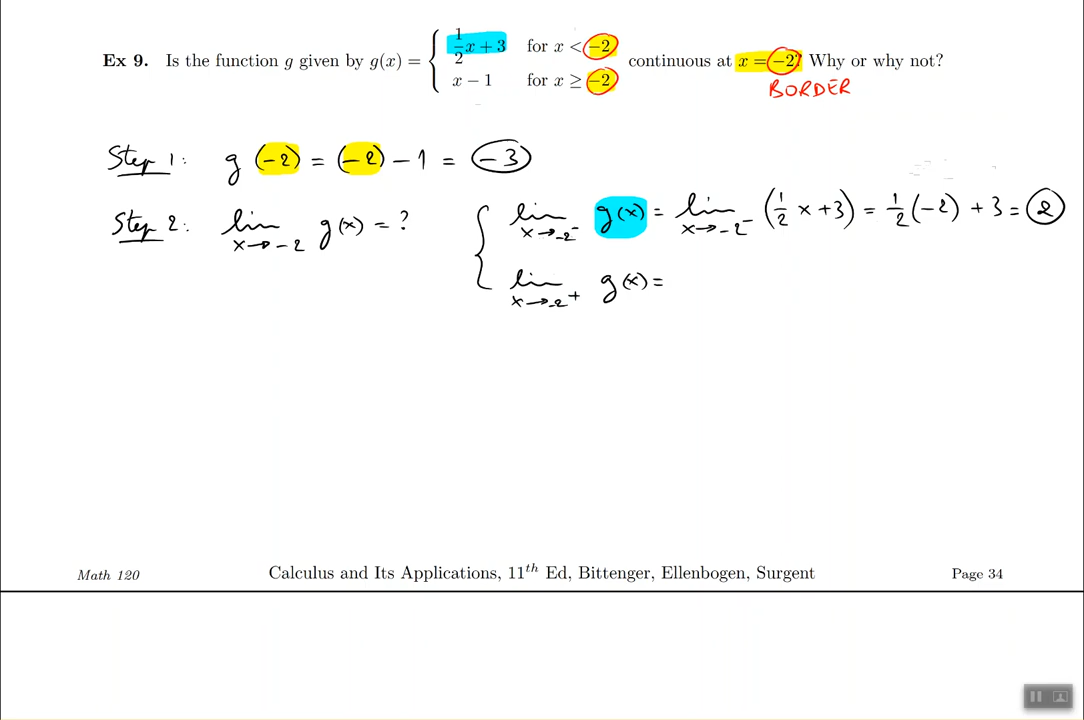 Ex 9. Is the function g given by g(x) = { 1/2 x + 3 for x < −2
x − 1 for x ≥ −2 continuous at x = −2? Why or why not?
BORDER
Step 1: g(−2) = (−2) − 1 = −3
Step 2: lim x→−2 g(x) = ? { lim x→−2⁻ g(x) = lim x→−2⁻ (1/2 x + 3) = 1/2 (−2) + 3 = 2
lim x→−2⁺ g(x) =
Math 120 Calculus and Its Applications, 11th Ed, Bittenger, Ellenbogen, Surgent Page 34